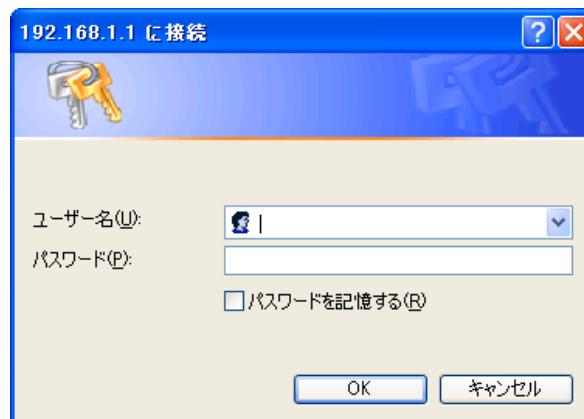 192.168.1.1 に接続
ユーザー名(U):
パスワード(P):
パスワードを記憶する(R)
OK
キャンセル